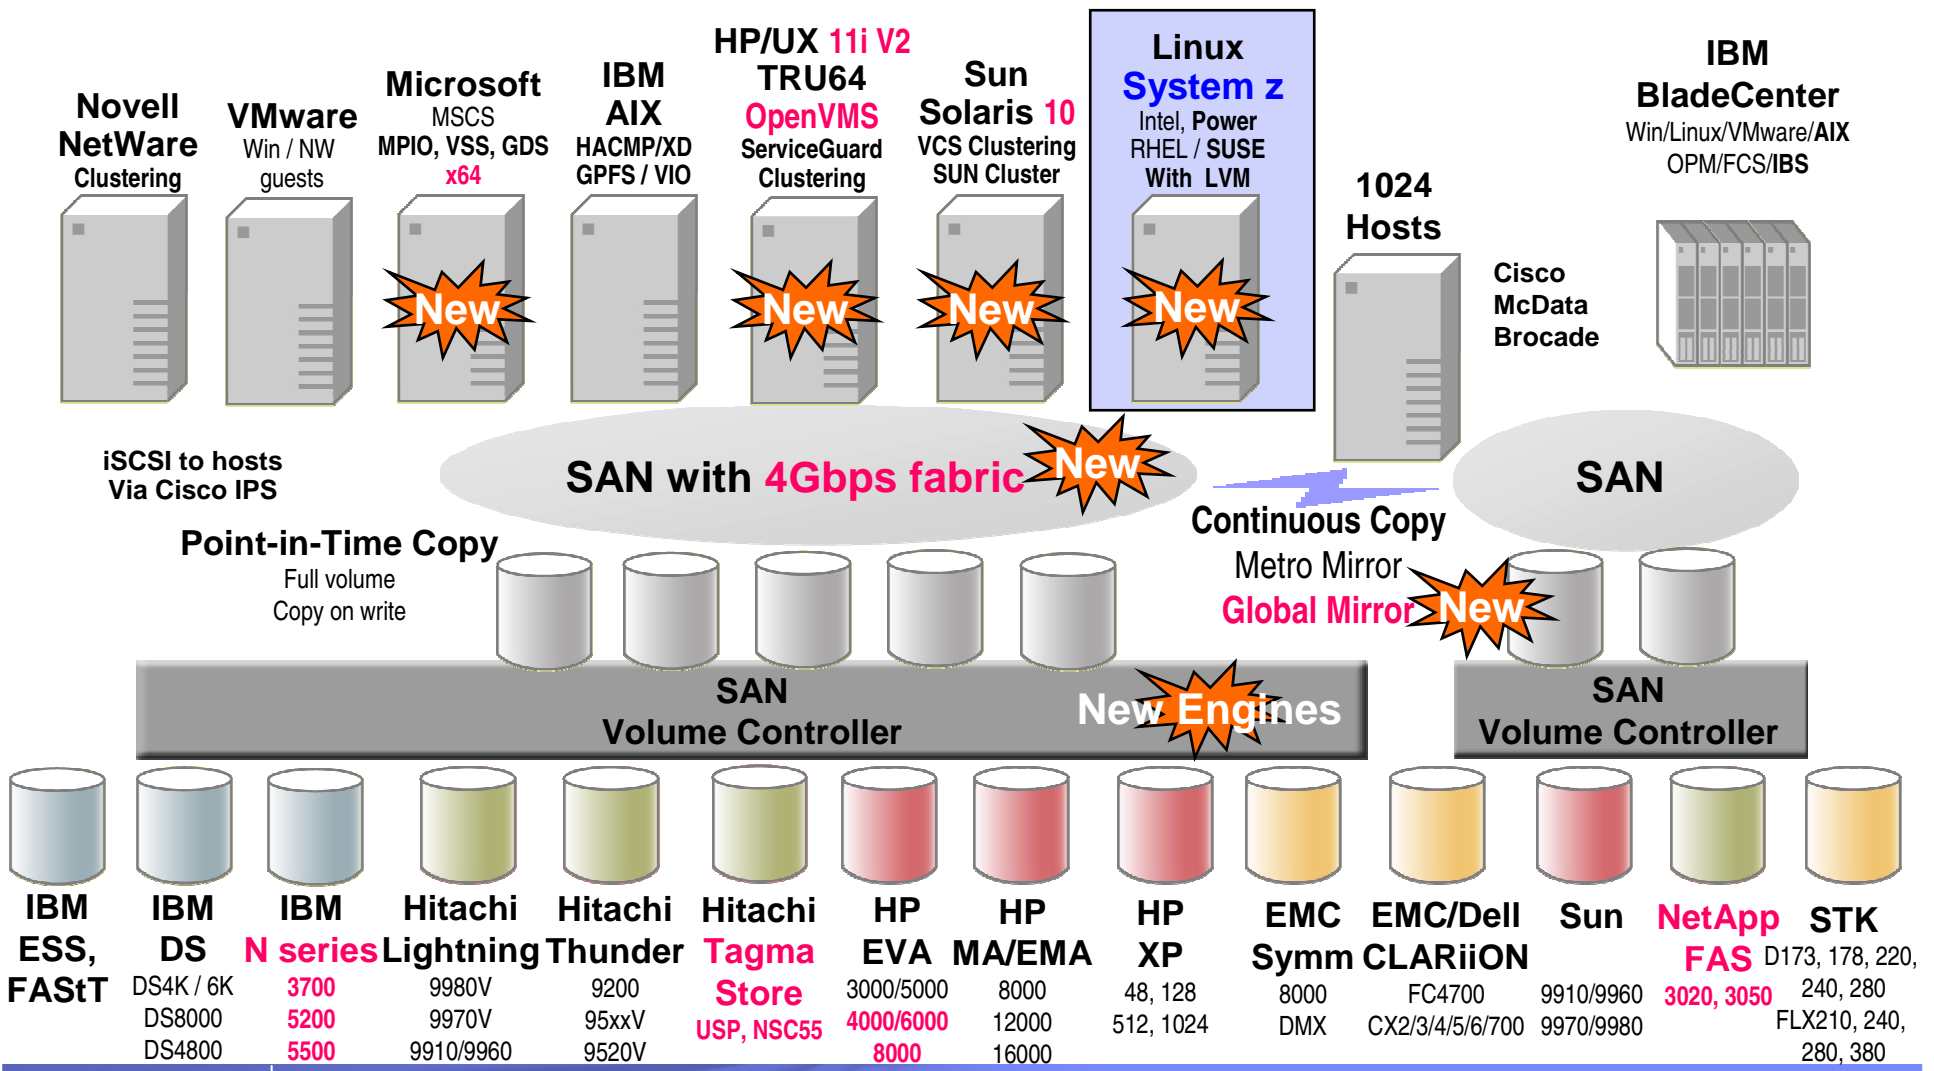 Novell
NetWare
Clustering
VMware
Win / NW
guests
Microsoft
MSCS
MPIO, VSS, GDS
x64
New
IBM
AIX
HACMP/XD
GPFS / VIO
HP/UX 11i V2
TRU64
OpenVMS
ServiceGuard
Clustering
New
Sun
Solaris 10
VCS Clustering
SUN Cluster
New
Linux
System z
Intel, Power
RHEL / SUSE
With LVM
New
1024
Hosts
Cisco
McData
Brocade
IBM
BladeCenter
Win/Linux/VMware/AIX
OPM/FCS/IBS
iSCSI to hosts
Via Cisco IPS
SAN with 4Gbps fabric
New
SAN
Point-in-Time Copy
Full volume
Copy on write
Continuous Copy
Metro Mirror
Global Mirror
New
SAN
Volume Controller
New Engines
SAN
Volume Controller
IBM
ESS,
FAStT
IBM
DS
DS4K / 6K
DS8000
DS4800
IBM
N series
3700
5200
5500
Hitachi
Lightning
9980V
9970V
9910/9960
Hitachi
Thunder
9200
95xxV
9520V
Hitachi
Tagma
Store
USP, NSC55
HP
EVA
3000/5000
4000/6000
8000
HP
MA/EMA
8000
12000
16000
HP
XP
48, 128
512, 1024
EMC
Symm
8000
DMX
EMC/Dell
CLARiiON
FC4700
CX2/3/4/5/6/700
Sun
9910/9960
9970/9980
NetApp
FAS
3020, 3050
STK
D173, 178, 220,
240, 280
FLX210, 240,
280, 380